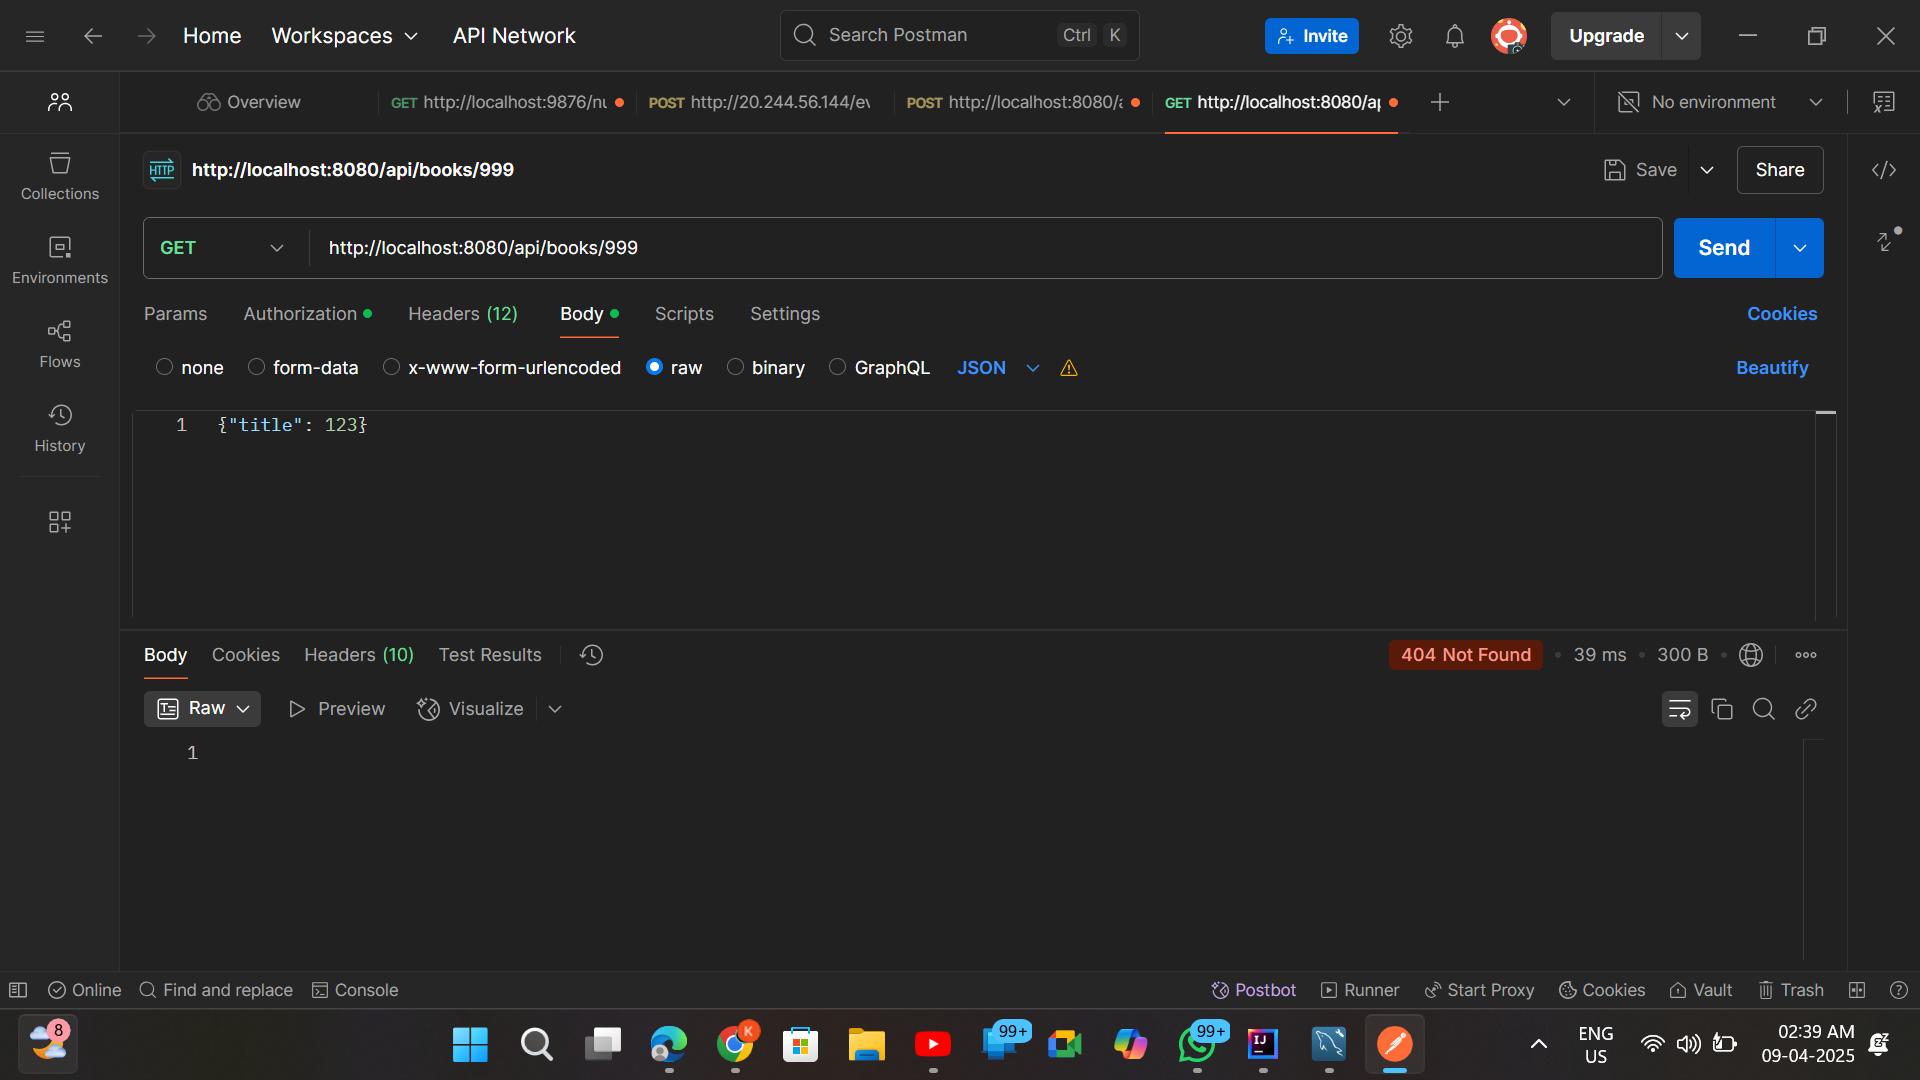 Home Workspaces API Network Search Postman Ctrl K Invite Upgrade
Overview GET http://localhost:9876/nu POST http://20.244.56.144/ev POST http://localhost:8080/a GET http://localhost:8080/ap No environment
HTTP http://localhost:8080/api/books/999 Save Share
Collections
GET http://localhost:8080/api/books/999 Send
Environments
Params Authorization Headers (12) Body Scripts Settings Cookies
Flows
none form-data x-www-form-urlencoded raw binary GraphQL JSON Beautify
History
1 {"title": 123}
Body Cookies Headers (10) Test Results 404 Not Found • 39 ms • 300 B
Raw Preview Visualize
1
Online Find and replace Console Postbot Runner Start Proxy Cookies Vault Trash
8 K 99+ 99+ IJ ENG 02:39 AM
US 09-04-2025